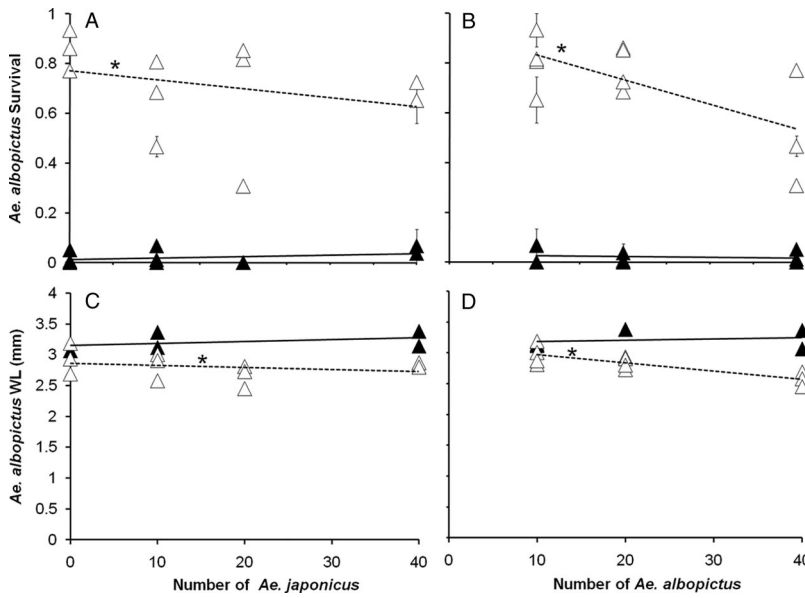 A
B
*
*
1
0.8
0.6
0.4
0.2
0
Ae. albopictus Survival
C
D
*
*
4
3.5
3
2.5
2
1.5
1
0.5
0
Ae. albopictus WL (mm)
0 10 20 30 40
0 10 20 30 40
Number of Ae. japonicus
Number of Ae. albopictus